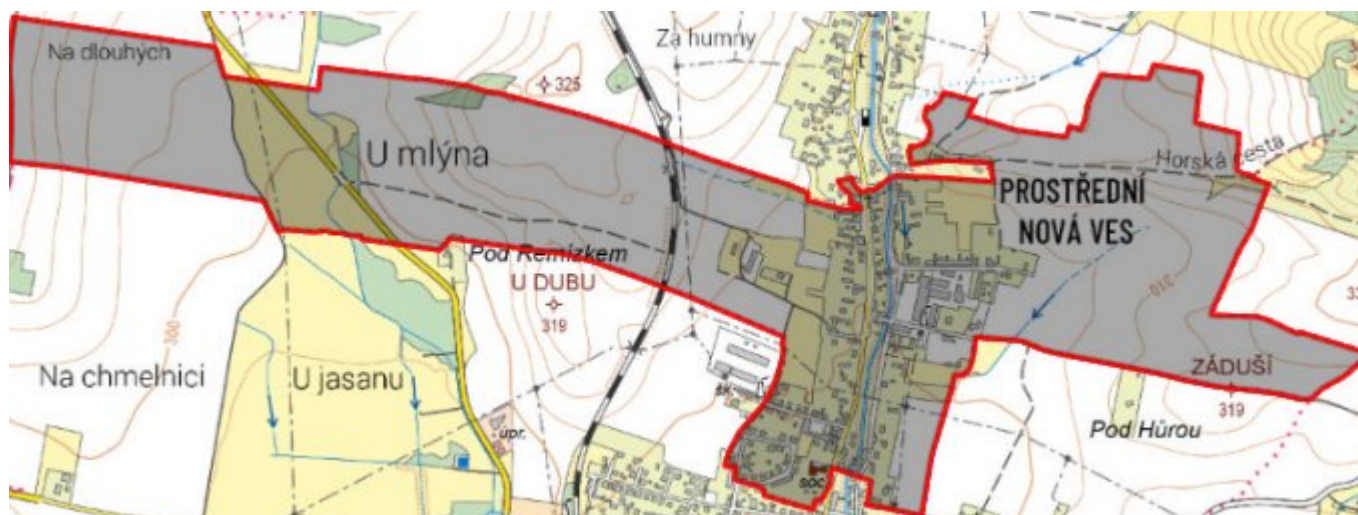 Na dlouhých
325
Za humny
U mlýna
Horská cesta
PROSTŘEDNÍ
NOVÁ VES
Pod Remízkem
U DUBU
319
310
300
Na chmelnici
U jasanu
ZÁDUŠÍ
319
Pod Hůrou
úpr.
soc